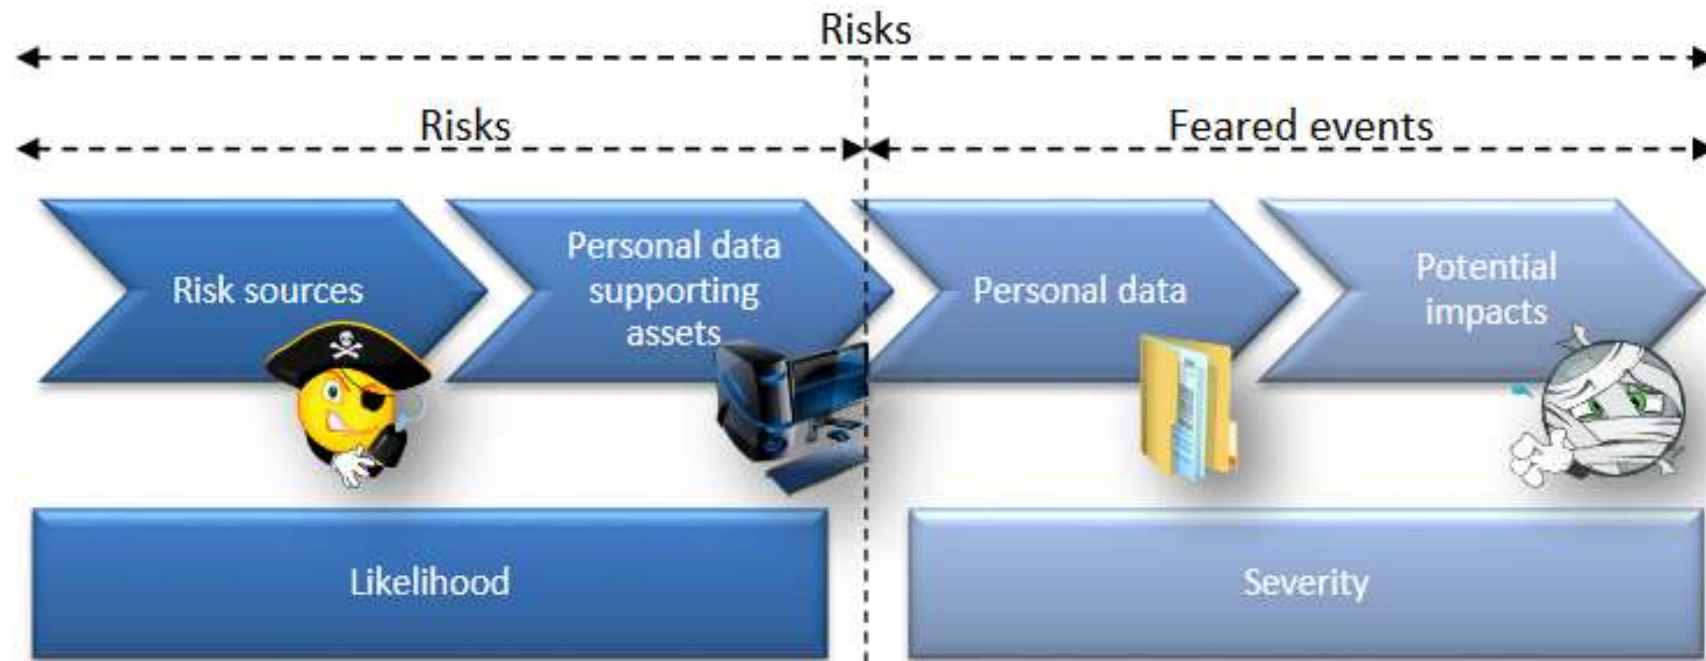 Risks
Risks
Feared events
Risk sources
Personal data
supporting
assets
Personal data
Potential
impacts
Likelihood
Severity